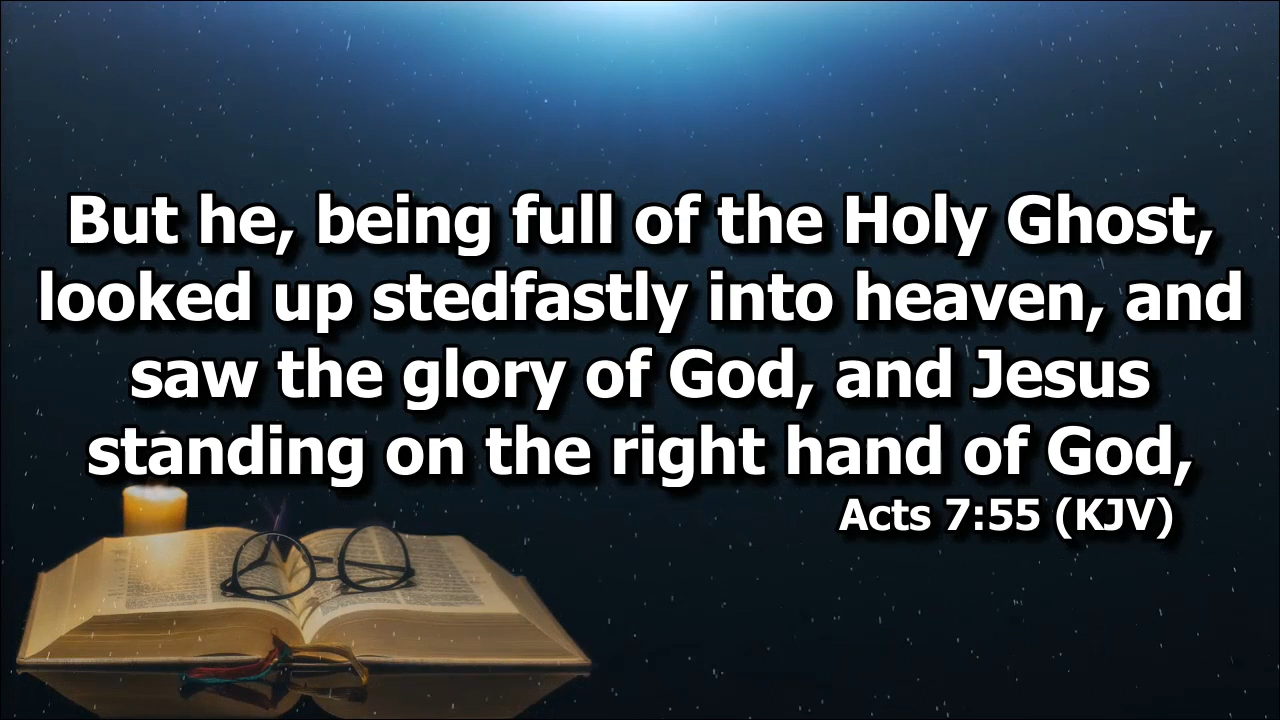 But he, being full of the Holy Ghost,
looked up stedfastly into heaven, and
saw the glory of God, and Jesus
standing on the right hand of God,
Acts 7:55 (KJV)